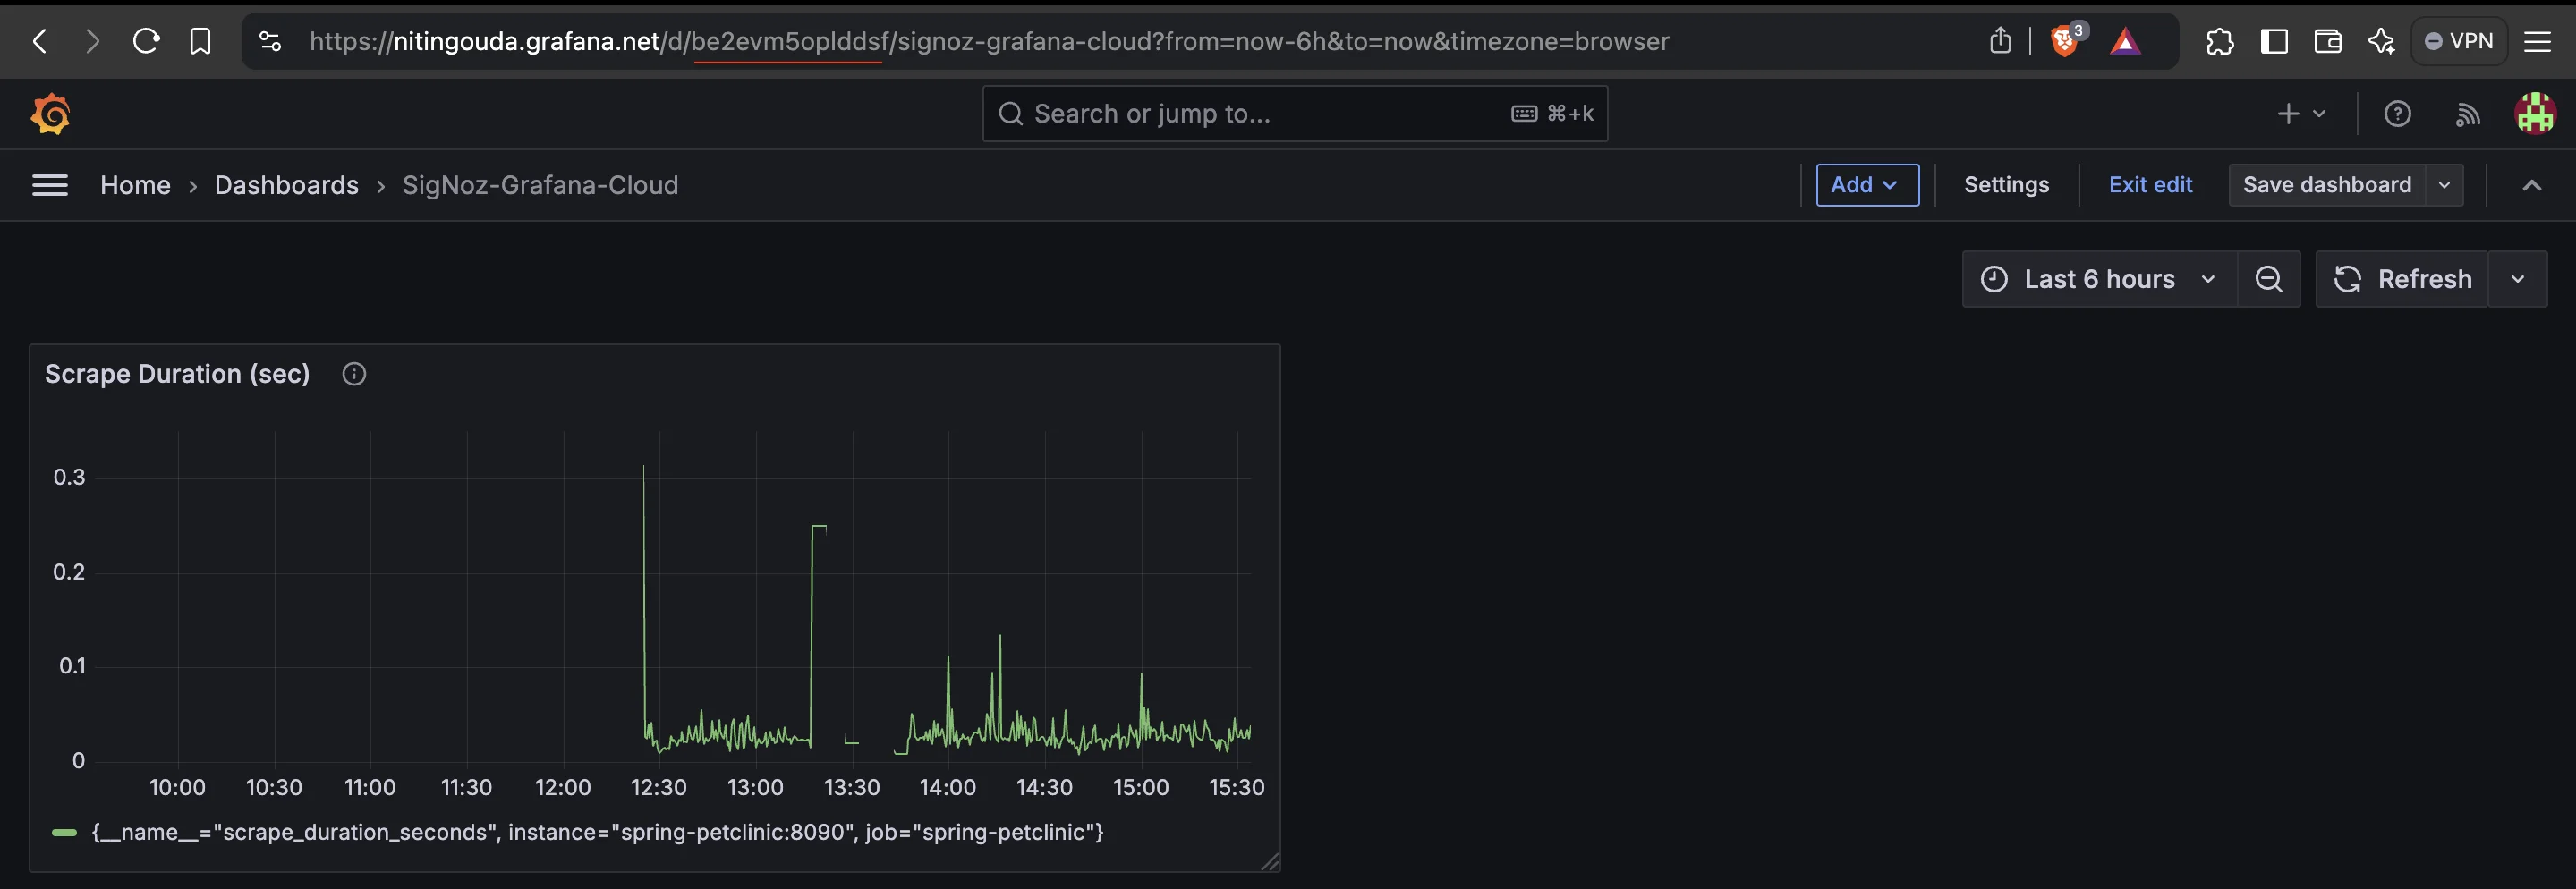 https://nitingouda.grafana.net/d/be2evm5oplddsf/signoz-grafana-cloud?from=now-6h&to=now&timezone=browser
3
VPN
Search or jump to...
⌘+k
Home › Dashboards › SigNoz-Grafana-Cloud
Add
Settings
Exit edit
Save dashboard
Last 6 hours
Refresh
Scrape Duration (sec)
0.3
0.2
0.1
0
10:00 10:30 11:00 11:30 12:00 12:30 13:00 13:30 14:00 14:30 15:00 15:30
{__name__="scrape_duration_seconds", instance="spring-petclinic:8090", job="spring-petclinic"}